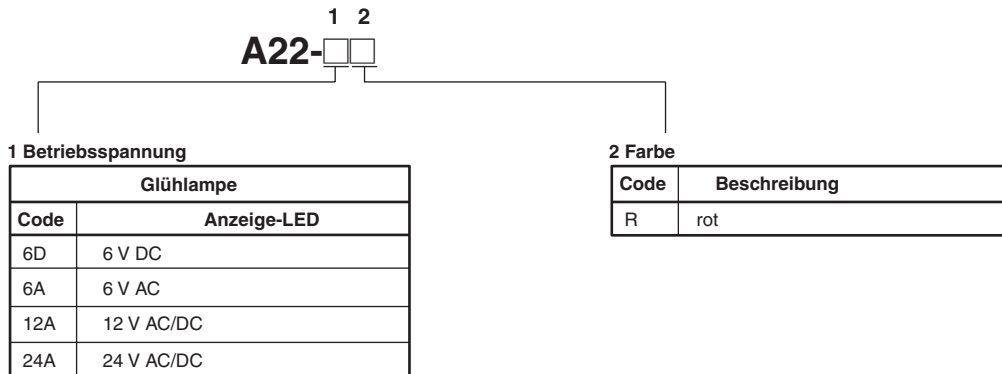 1 2
A22-
1 Betriebsspannung
Glühlampe
Code Anzeige-LED
6D 6 V DC
6A 6 V AC
12A 12 V AC/DC
24A 24 V AC/DC
2 Farbe
Code Beschreibung
R rot